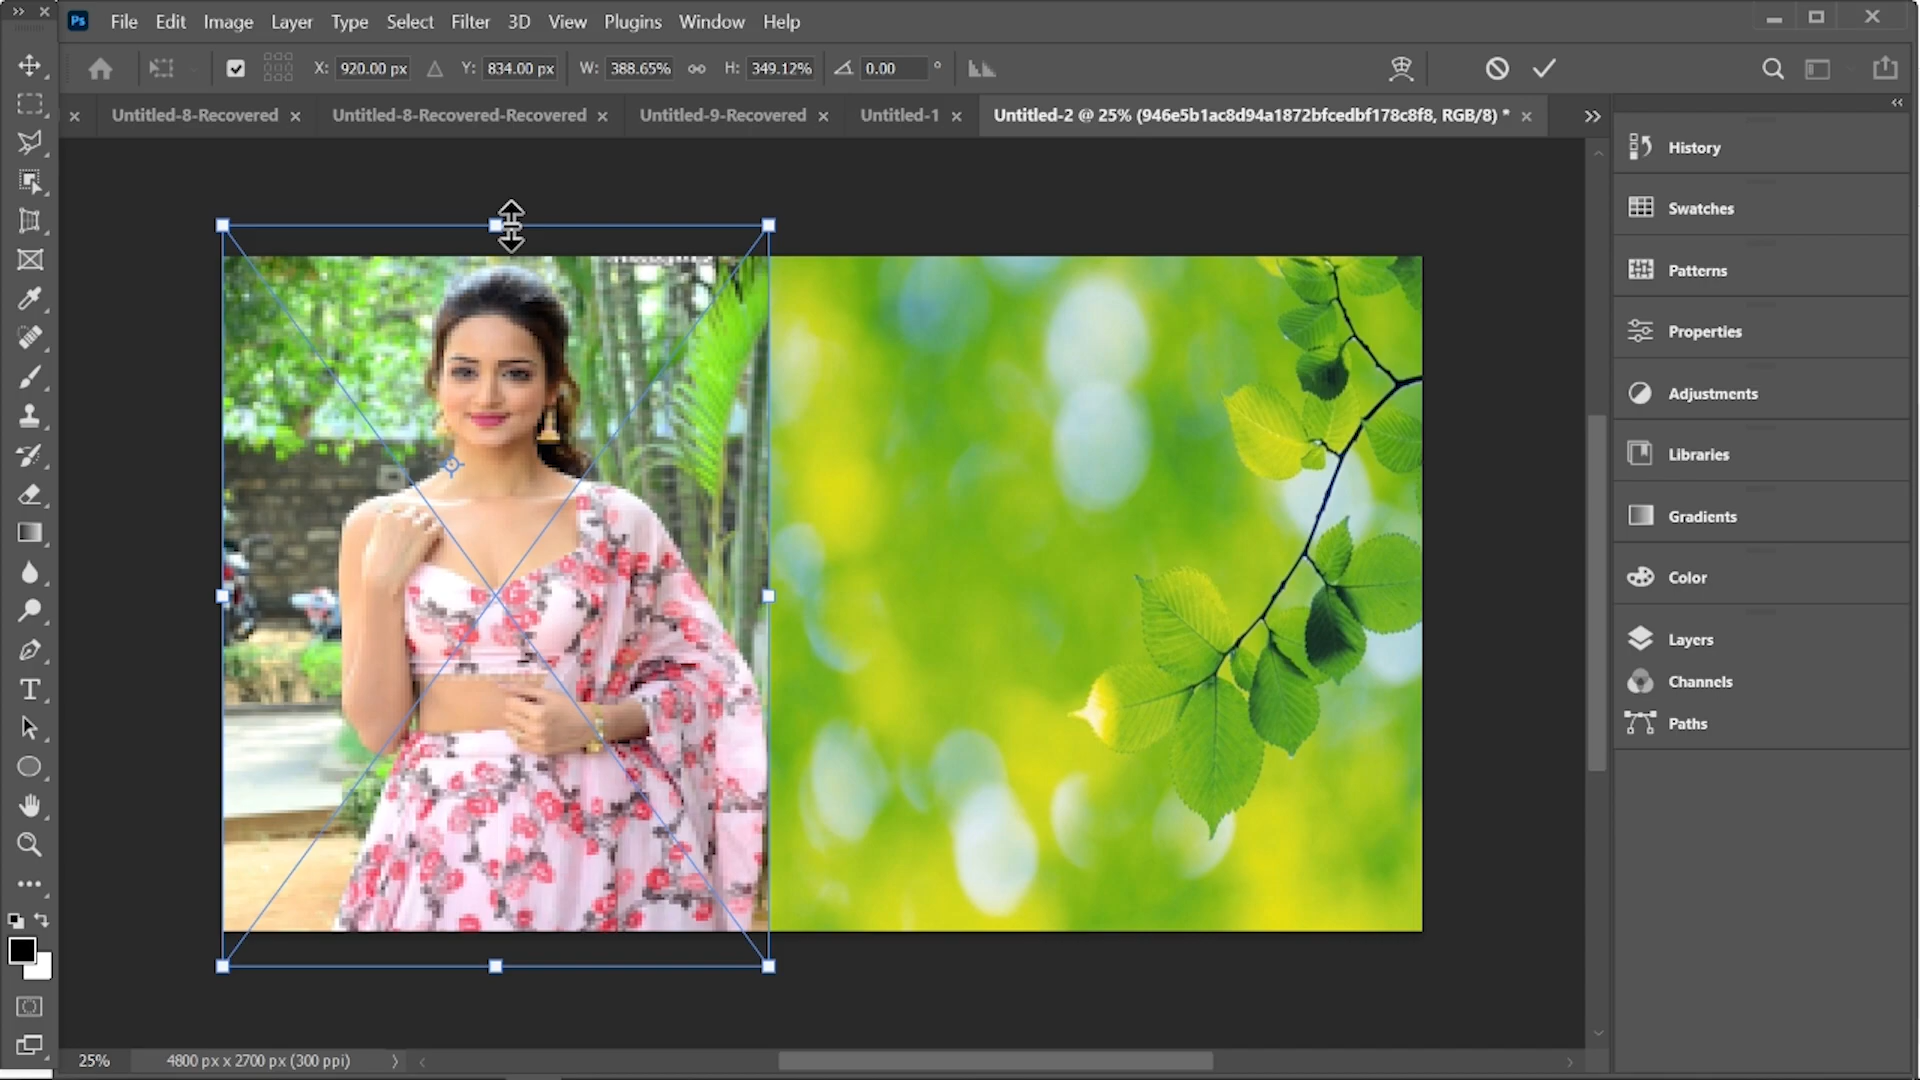 Ps File Edit Image Layer Type Select Filter 3D View Plugins Window Help
X: 920.00 px Y: 834.00 px W: 388.65% H: 349.12% 0.00 °
Untitled-8-Recovered × Untitled-8-Recovered-Recovered × Untitled-9-Recovered × Untitled-1 × Untitled-2 @ 25% (946e5b1ac8d94a1872bfcedbf178c8f8, RGB/8) * ×
History
Swatches
Patterns
Properties
Adjustments
Libraries
Gradients
Color
Layers
Channels
Paths
25% 4800 px x 2700 px (300 ppi)